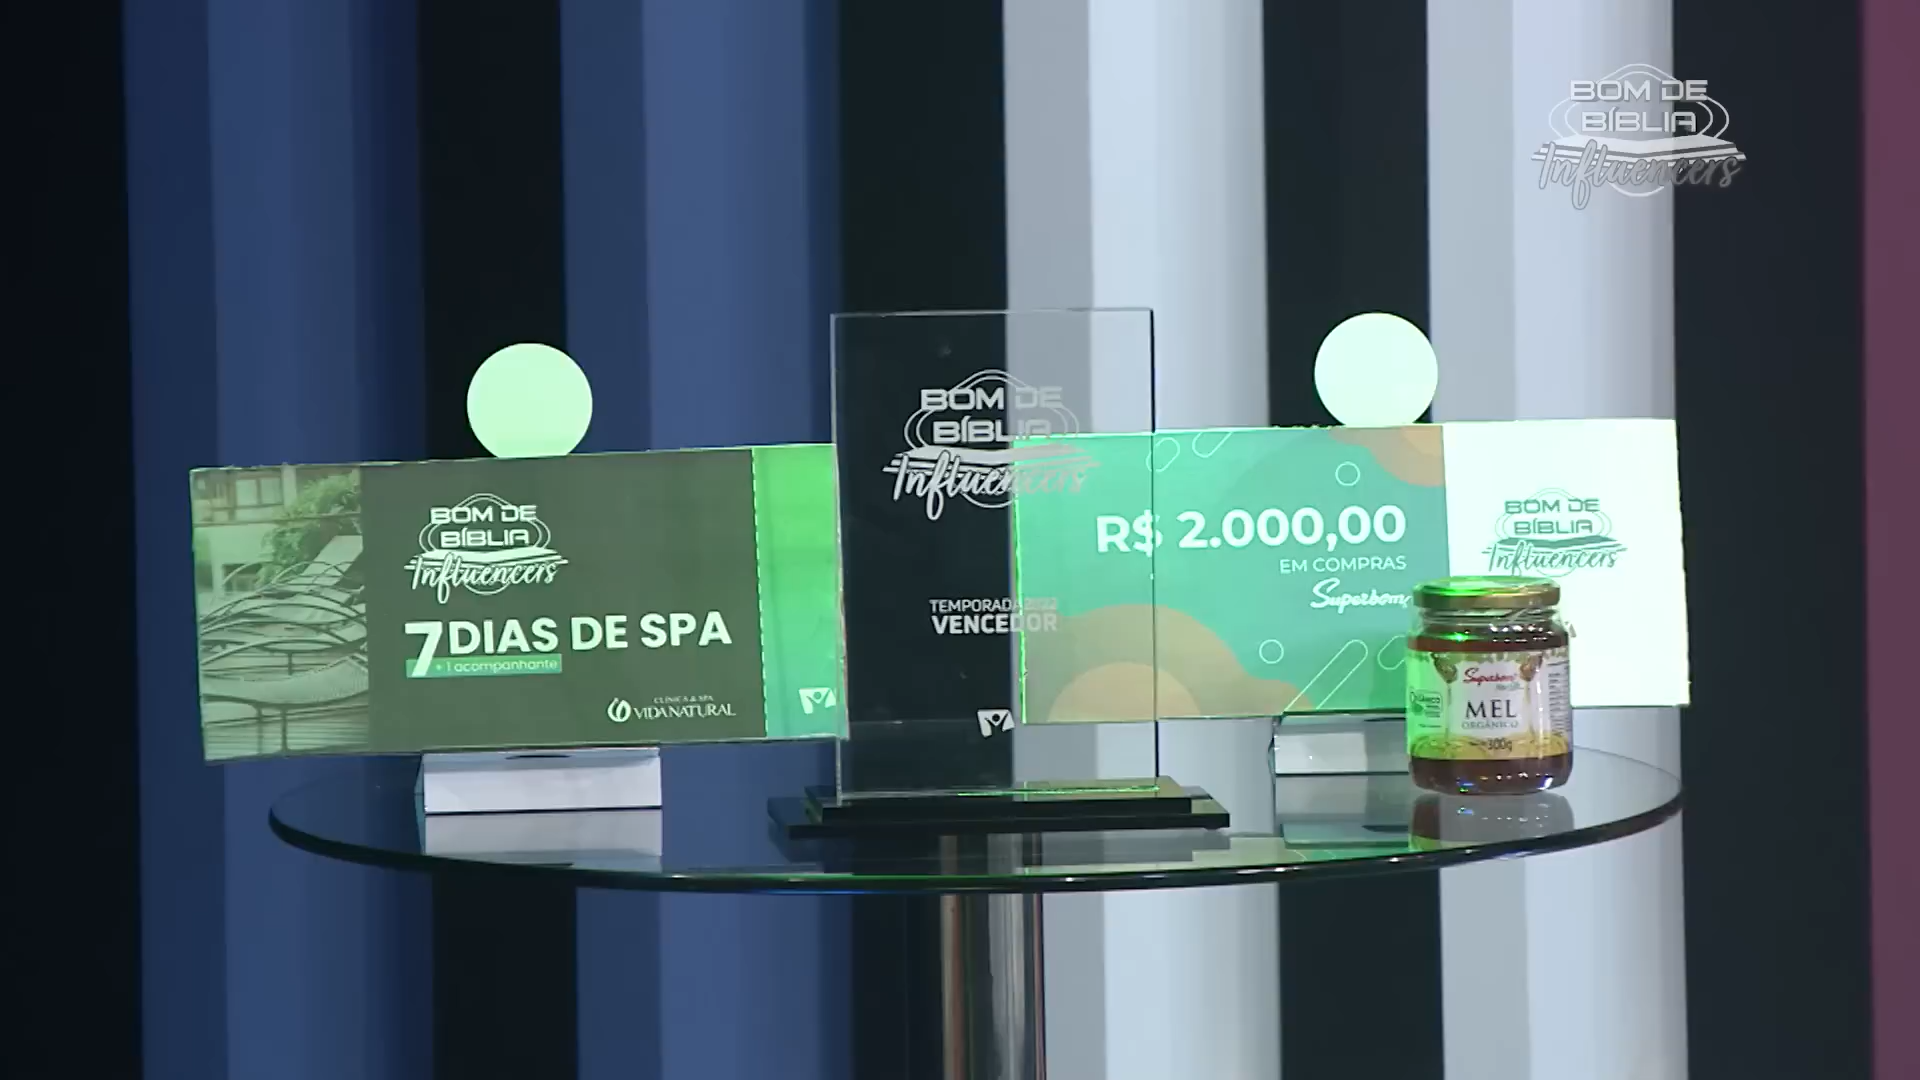 BOM DE
BÍBLIA
Influencers
BOM DE
BÍBLIA
Influencers
7 DIAS DE SPA
+ 1 acompanhante
CLÍNICA & SPA
VIDA NATURAL
BOM DE
BÍBLIA
Influencers
TEMPORADA 2022
VENCEDOR
R$ 2.000,00
EM COMPRAS
Superbom
BOM DE
BÍBLIA
Influencers
Superbom
MEL
ORGÂNICO
300g